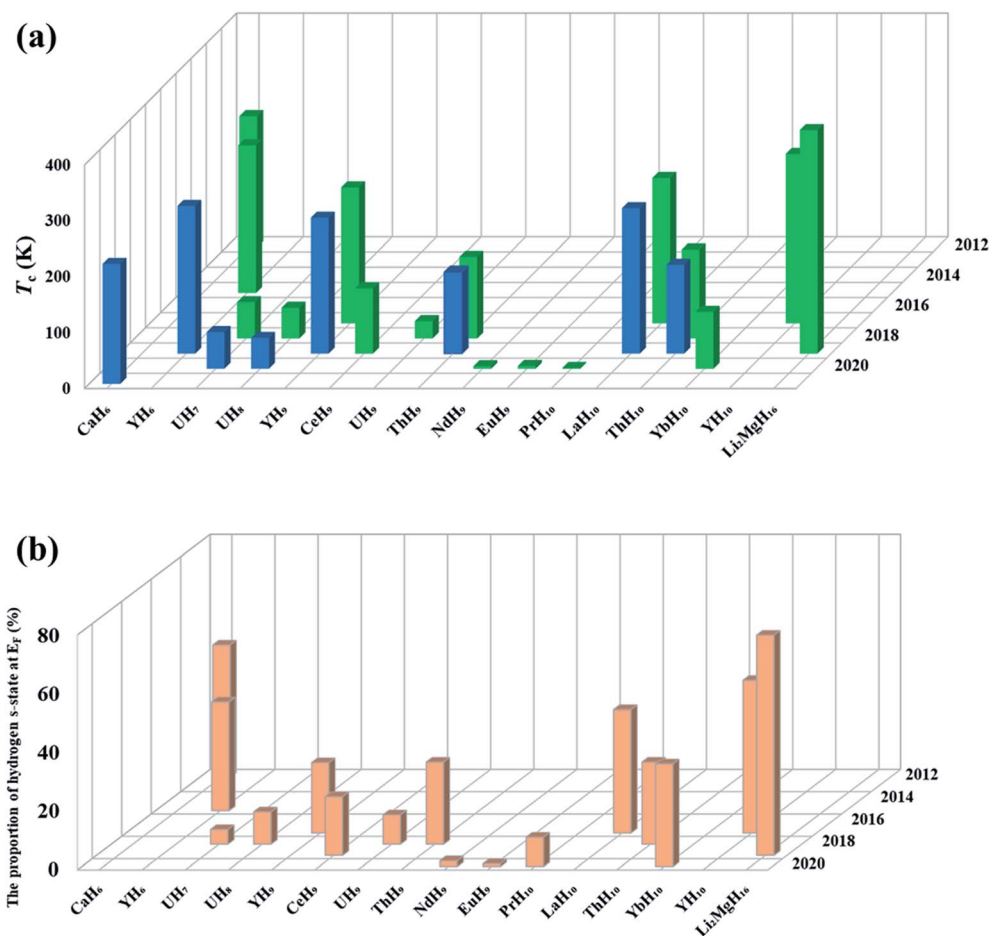 (a)
400
300
200
100
0
Tc (K)
2012
2014
2016
2018
2020
CaH₆
YH₆
UH₇
UH₈
YH₉
CeH₉
UH₉
ThH₉
NdH₉
EuH₉
PrH₁₀
LaH₁₀
ThH₁₀
YbH₁₀
YH₁₀
Li₂MgH₁₆
(b)
80
60
40
20
0
The proportion of hydrogen s-state at EF (%)
2012
2014
2016
2018
2020
CaH₆
YH₆
UH₇
UH₈
YH₉
CeH₉
UH₉
ThH₉
NdH₉
EuH₉
PrH₁₀
LaH₁₀
ThH₁₀
YbH₁₀
YH₁₀
Li₂MgH₁₆